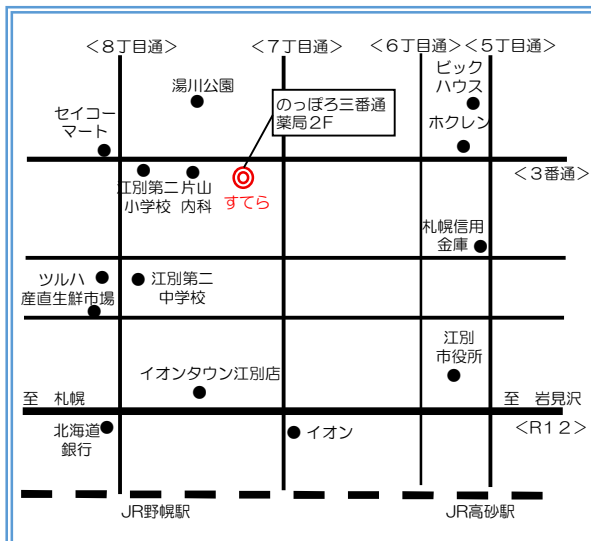 ＜８丁目通＞
＜７丁目通＞
＜６丁目通＞
＜５丁目通＞
湯川公園
ビック
ハウス
セイコー
マート
のっぽろ三番通
薬局２Ｆ
ホクレン
＜３番通＞
江別第二
小学校
片山
内科
すてら
札幌信用
金庫
ツルハ
産直生鮮市場
江別第二
中学校
江別
市役所
イオンタウン江別店
至　札幌
至　岩見沢
北海道
銀行
イオン
＜Ｒ１２＞
JR野幌駅
JR高砂駅